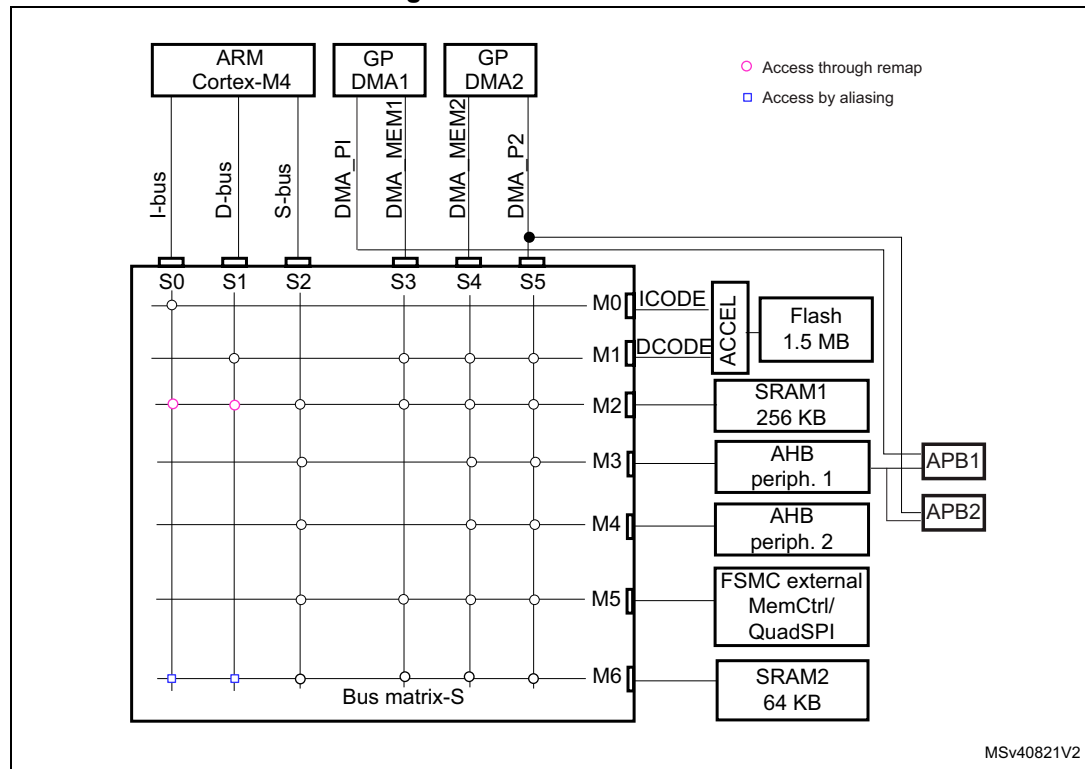 ARM
Cortex-M4
GP
DMA1
GP
DMA2
Access through remap
Access by aliasing
I-bus
D-bus
S-bus
DMA_PI
DMA_MEM1
DMA_MEM2
DMA_P2
S0
S1
S2
S3
S4
S5
M0
ICODE
M1
DCODE
ACCEL
Flash
1.5 MB
M2
SRAM1
256 KB
M3
AHB
periph. 1
APB1
APB2
M4
AHB
periph. 2
M5
FSMC external
MemCtrl/
QuadSPI
M6
SRAM2
64 KB
Bus matrix-S
MSv40821V2